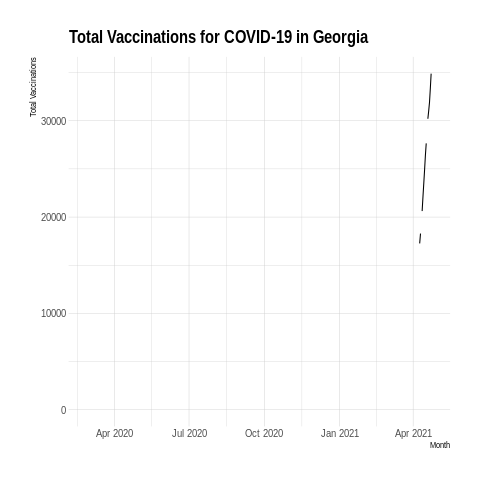 Total Vaccinations for COVID-19 in Georgia
Total Vaccinations
30000
20000
10000
0
Apr 2020 Jul 2020 Oct 2020 Jan 2021 Apr 2021
Month